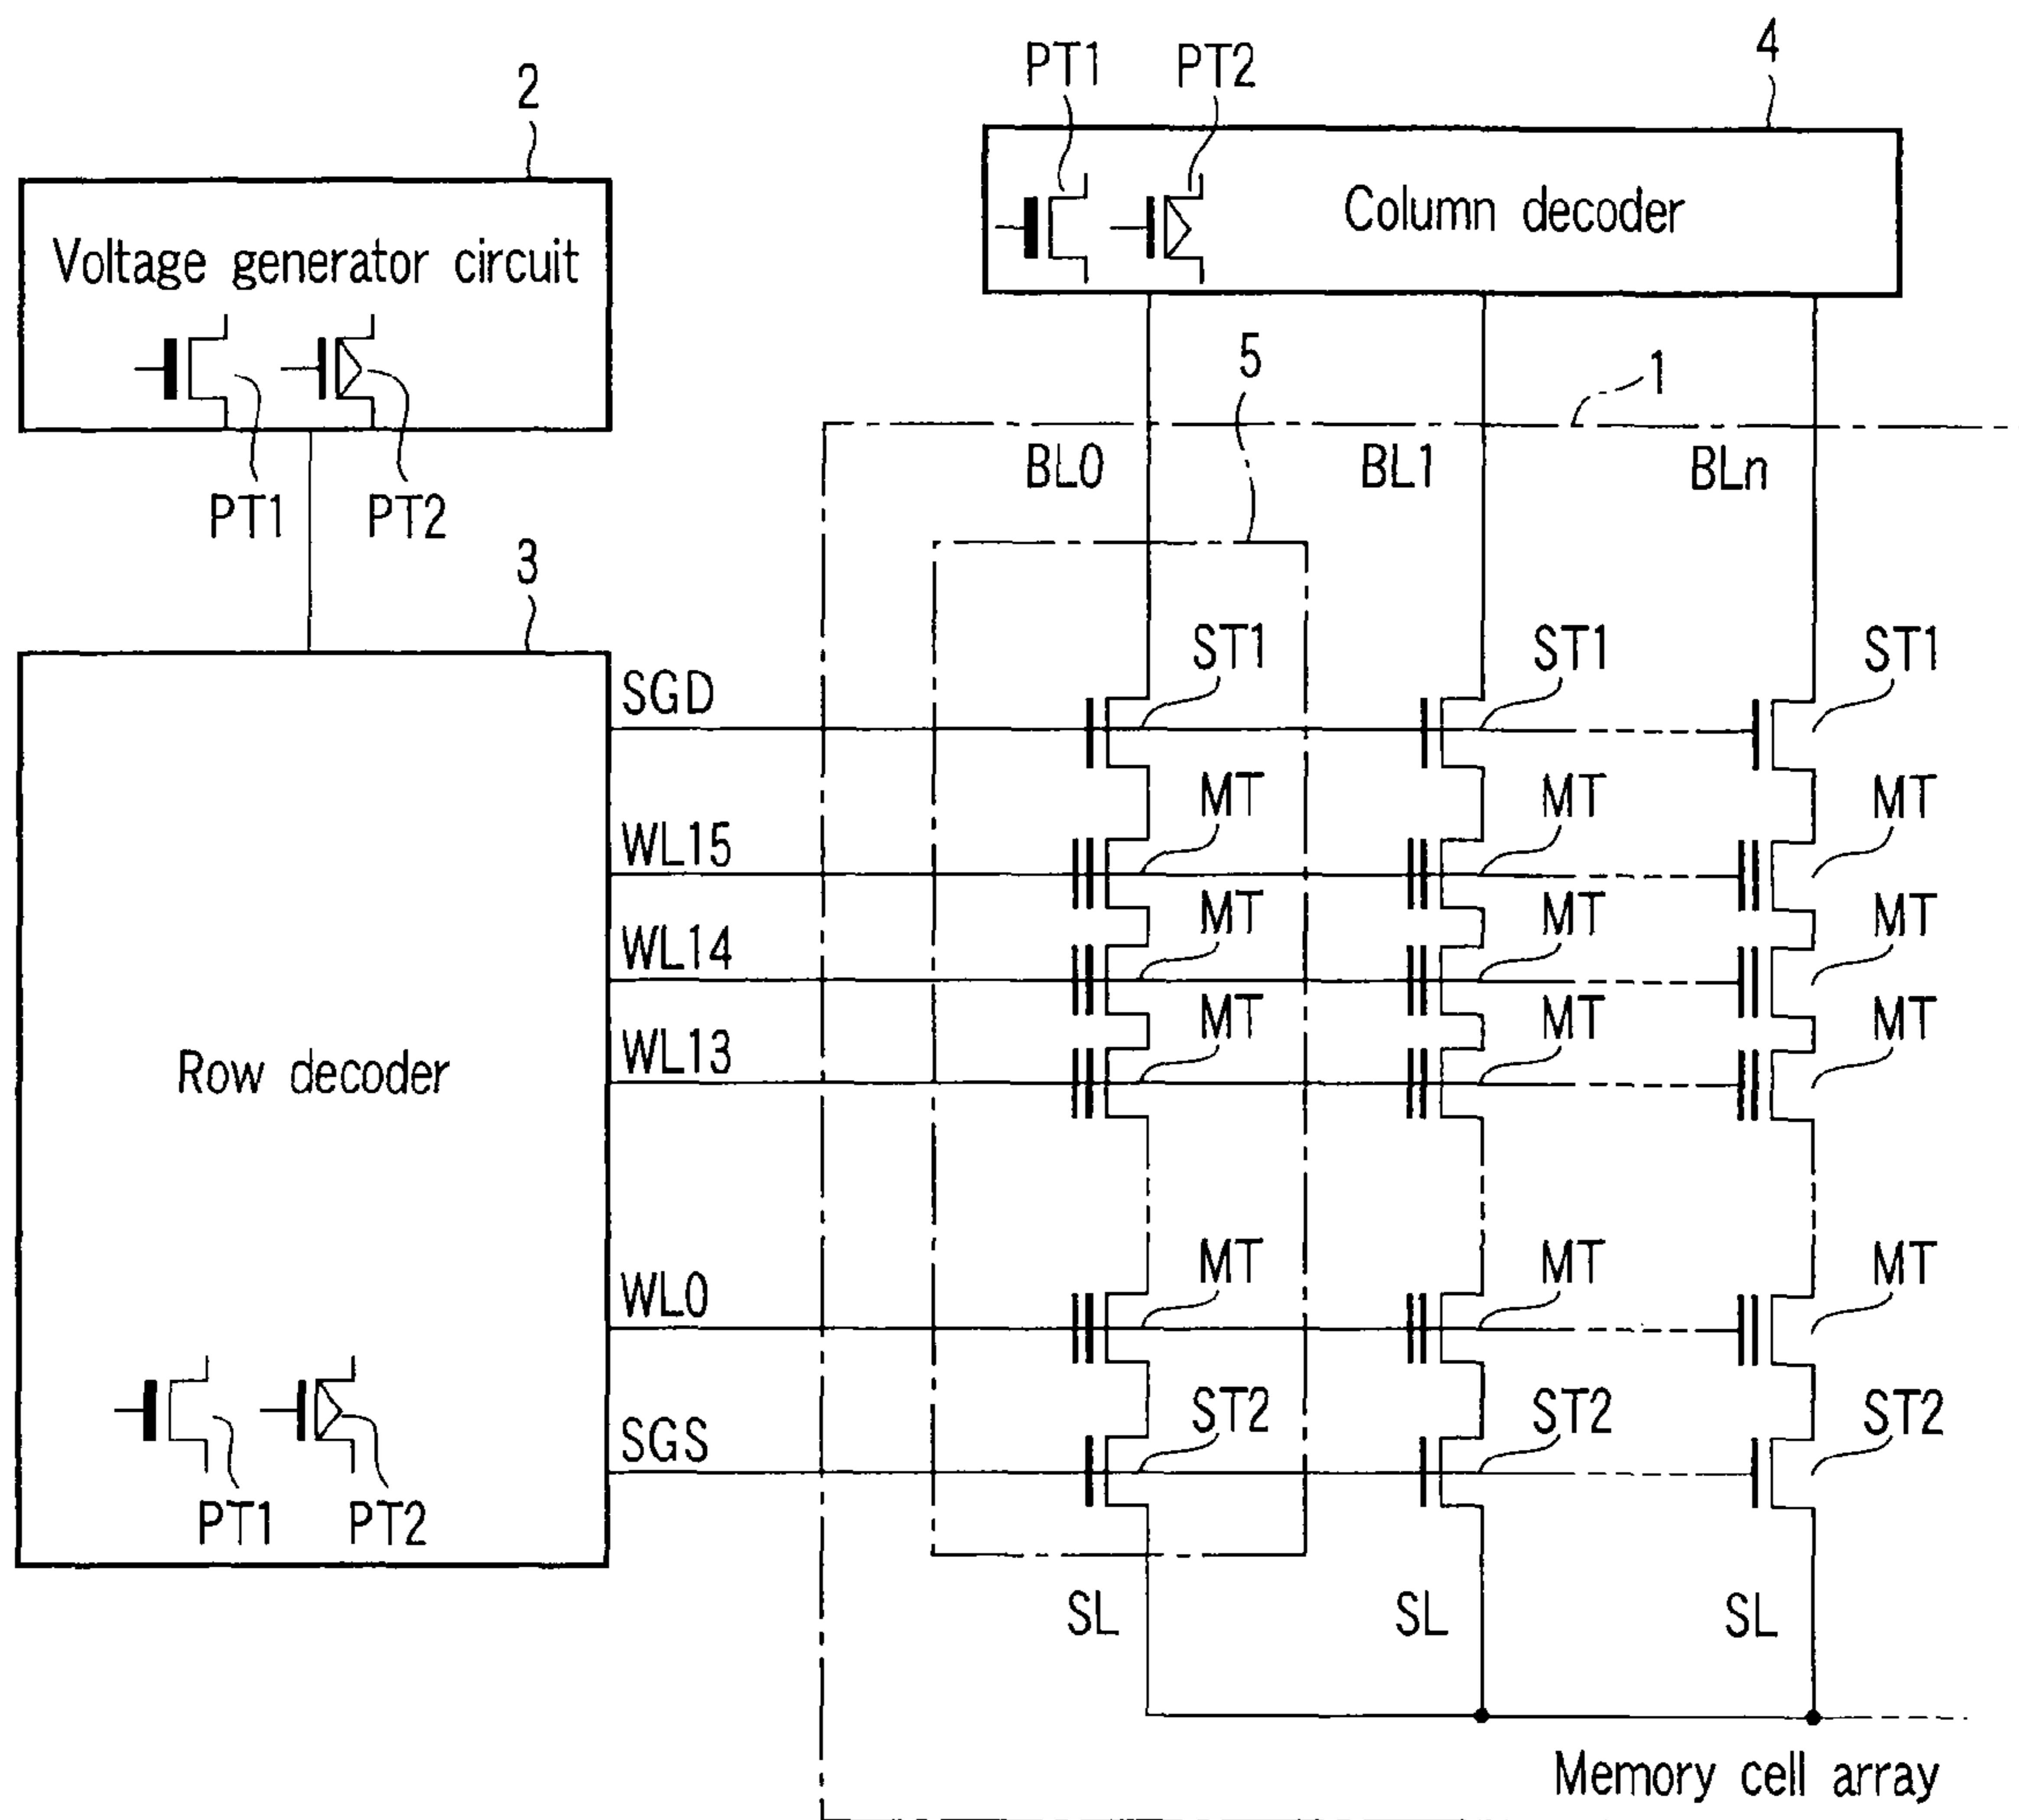 4
PT1 PT2
2
Column decoder
Voltage generator circuit
5
1
BL0 BL1 BLn
PT1 PT2
3
ST1 ST1 ST1
SGD
MT MT MT
WL15
MT MT MT
WL14
MT MT MT
WL13
Row decoder
MT MT MT
WL0
ST2 ST2 ST2
SGS
PT1 PT2
SL SL SL
Memory cell array